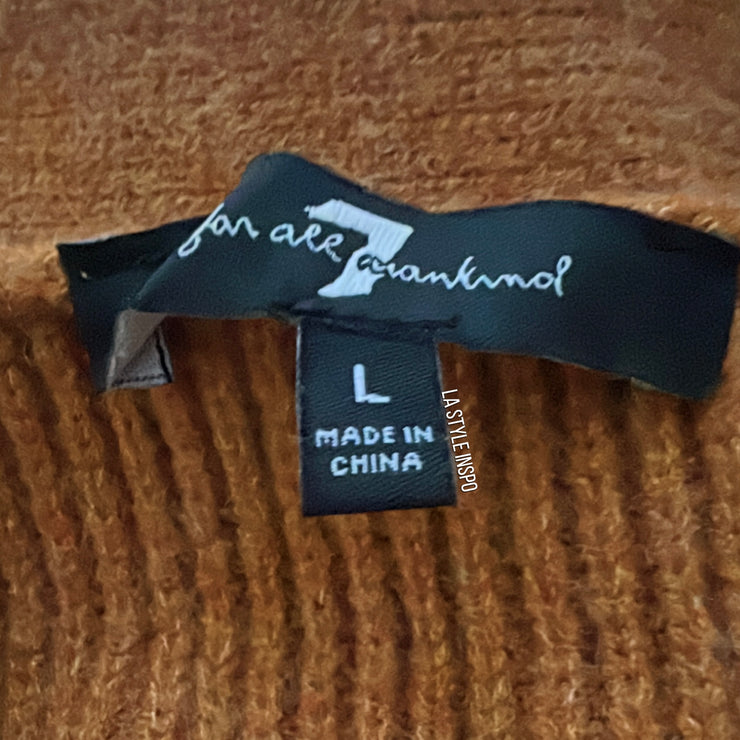 for all 7 mankind
L
MADE IN
CHINA
LA STYLE INSPO